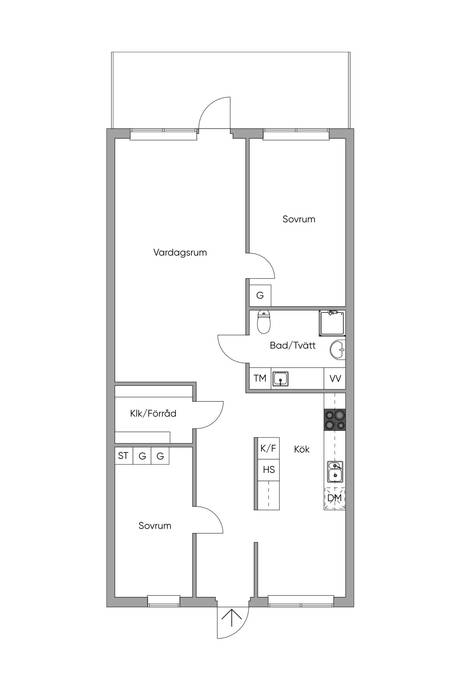 Sovrum
Vardagsrum
G
Bad/Tvätt
TM
VV
Klk/Förråd
K/F
Kök
ST
G
G
HS
DM
Sovrum